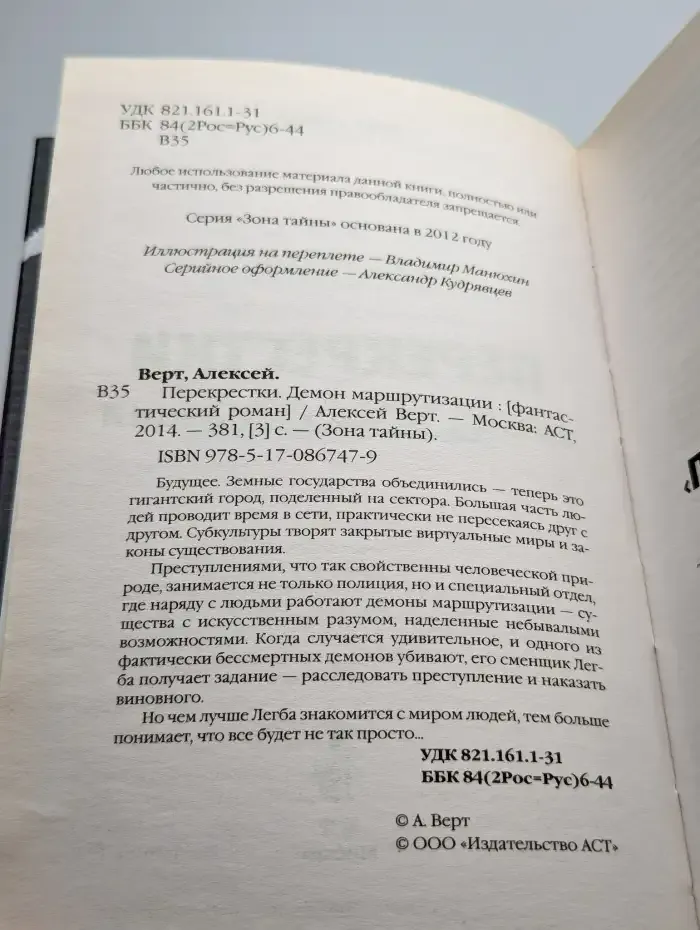 УДК 821.161.1-31
ББК 84(2Рос=Рус)6-44
В35
Любое использование материала данной книги, полностью или
частично, без разрешения правообладателя запрещается
Серия «Зона тайны» основана в 2012 году
Иллюстрация на переплете — Владимир Манюхин
Серийное оформление — Александр Кудрявцев
Верт, Алексей.
В35 Перекрестки. Демон маршрутизации : [фантас-
тический роман] / Алексей Верт. — Москва: АСТ,
2014. — 381, [3] с. — (Зона тайны).
ISBN 978-5-17-086747-9
Будущее. Земные государства объединились — теперь это
гигантский город, поделенный на сектора. Большая часть лю-
дей проводит время в сети, практически не пересекаясь друг с
другом. Субкультуры творят закрытые виртуальные миры и за-
коны существования.
Преступлениями, что так свойственны человеческой при-
роде, занимается не только полиция, но и специальный отдел,
где наряду с людьми работают демоны маршрутизации — су-
щества с искусственным разумом, наделенные небывалыми
возможностями. Когда случается удивительное, и одного из
фактически бессмертных демонов убивают, его сменщик Лег-
ба получает задание — расследовать преступление и наказать
виновного.
Но чем лучше Легба знакомится с миром людей, тем больше
понимает, что все будет не так просто...
УДК 821.161.1-31
ББК 84(2Рос=Рус)6-44
© А. Верт
© ООО «Издательство АСТ»